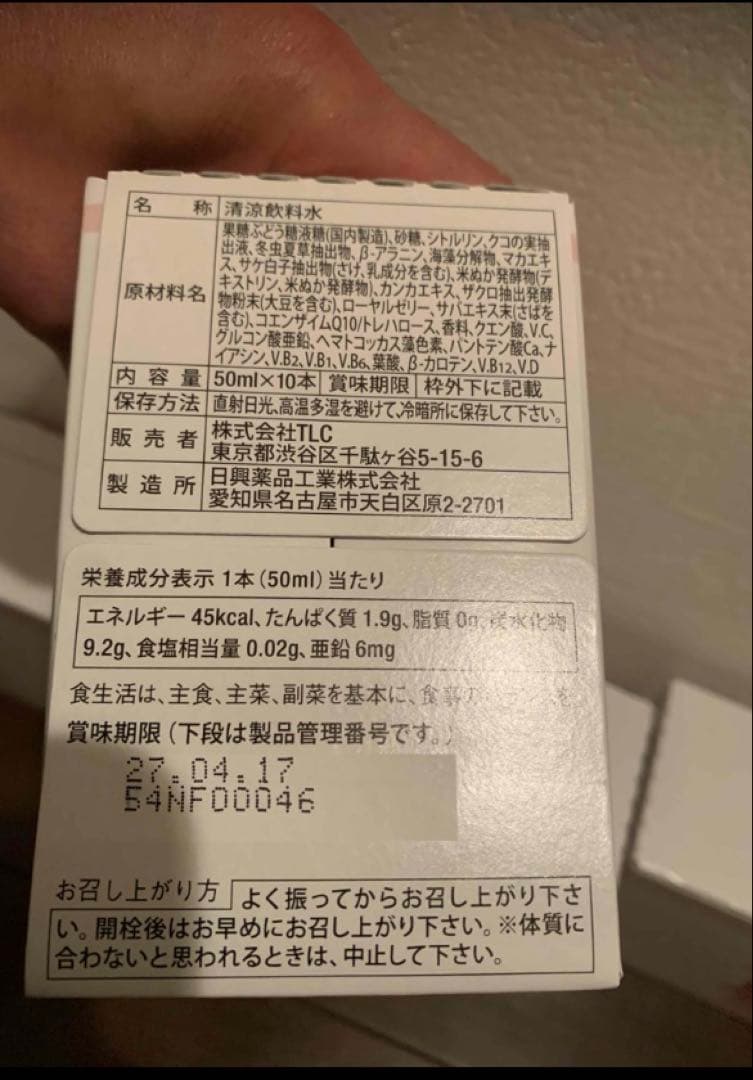 名称 清涼飲料水
原材料名 果糖ぶどう糖液糖(国内製造)、砂糖、シトルリン、クコの実抽
出液、冬虫夏草抽出物、β-アラニン、海藻分解物、マカエキ
ス、サケ白子抽出物(さけ、乳成分を含む)、米ぬか発酵物(デ
キストリン、米ぬか発酵物)、カンカエキス、ザクロ抽出発酵
物粉末(大豆を含む)、ローヤルゼリー、サバエキス末(さばを
含む)、コエンザイムQ10/トレハロース、香料、クエン酸、V.C、
グルコン酸亜鉛、ヘマトコッカス藻色素、パントテン酸Ca、ナ
イアシン、V.B2、V.B1、V.B6、葉酸、β-カロテン、V.B12、V.D
内容量 50ml×10本 賞味期限 枠外下に記載
保存方法 直射日光、高温多湿を避けて、冷暗所に保存して下さい。
販売者 株式会社TLC
東京都渋谷区千駄ヶ谷5-15-6
製造所 日興薬品工業株式会社
愛知県名古屋市天白区原2-2701
栄養成分表示 1本(50ml)当たり
エネルギー 45kcal、たんぱく質 1.9g、脂質 0g、炭水化物
9.2g、食塩相当量 0.02g、亜鉛 6mg
食生活は、主食、主菜、副菜を基本に、食事の
賞味期限(下段は製品管理番号です。)
27.04.17
54NF00046
お召し上がり方 よく振ってからお召し上がり下さ
い。開栓後はお早めにお召し上がり下さい。※体質に
合わないと思われるときは、中止して下さい。